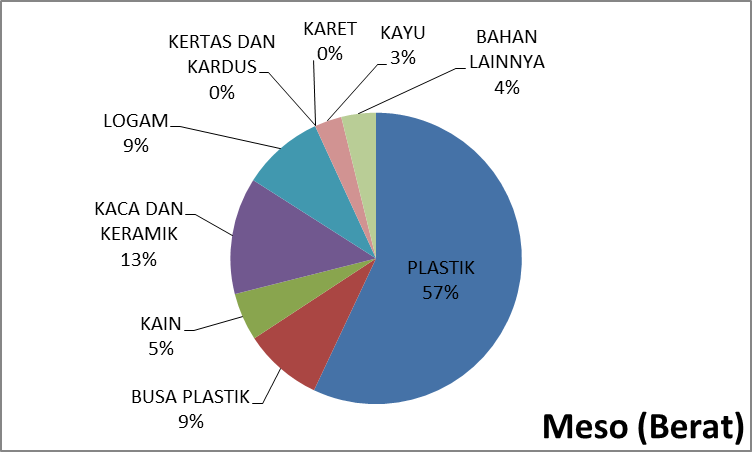 KARET
0%
KAYU
3%
BAHAN
LAINNYA
4%
KERTAS DAN
KARDUS
0%
LOGAM
9%
KACA DAN
KERAMIK
13%
PLASTIK
57%
KAIN
5%
BUSA PLASTIK
9%
Meso (Berat)